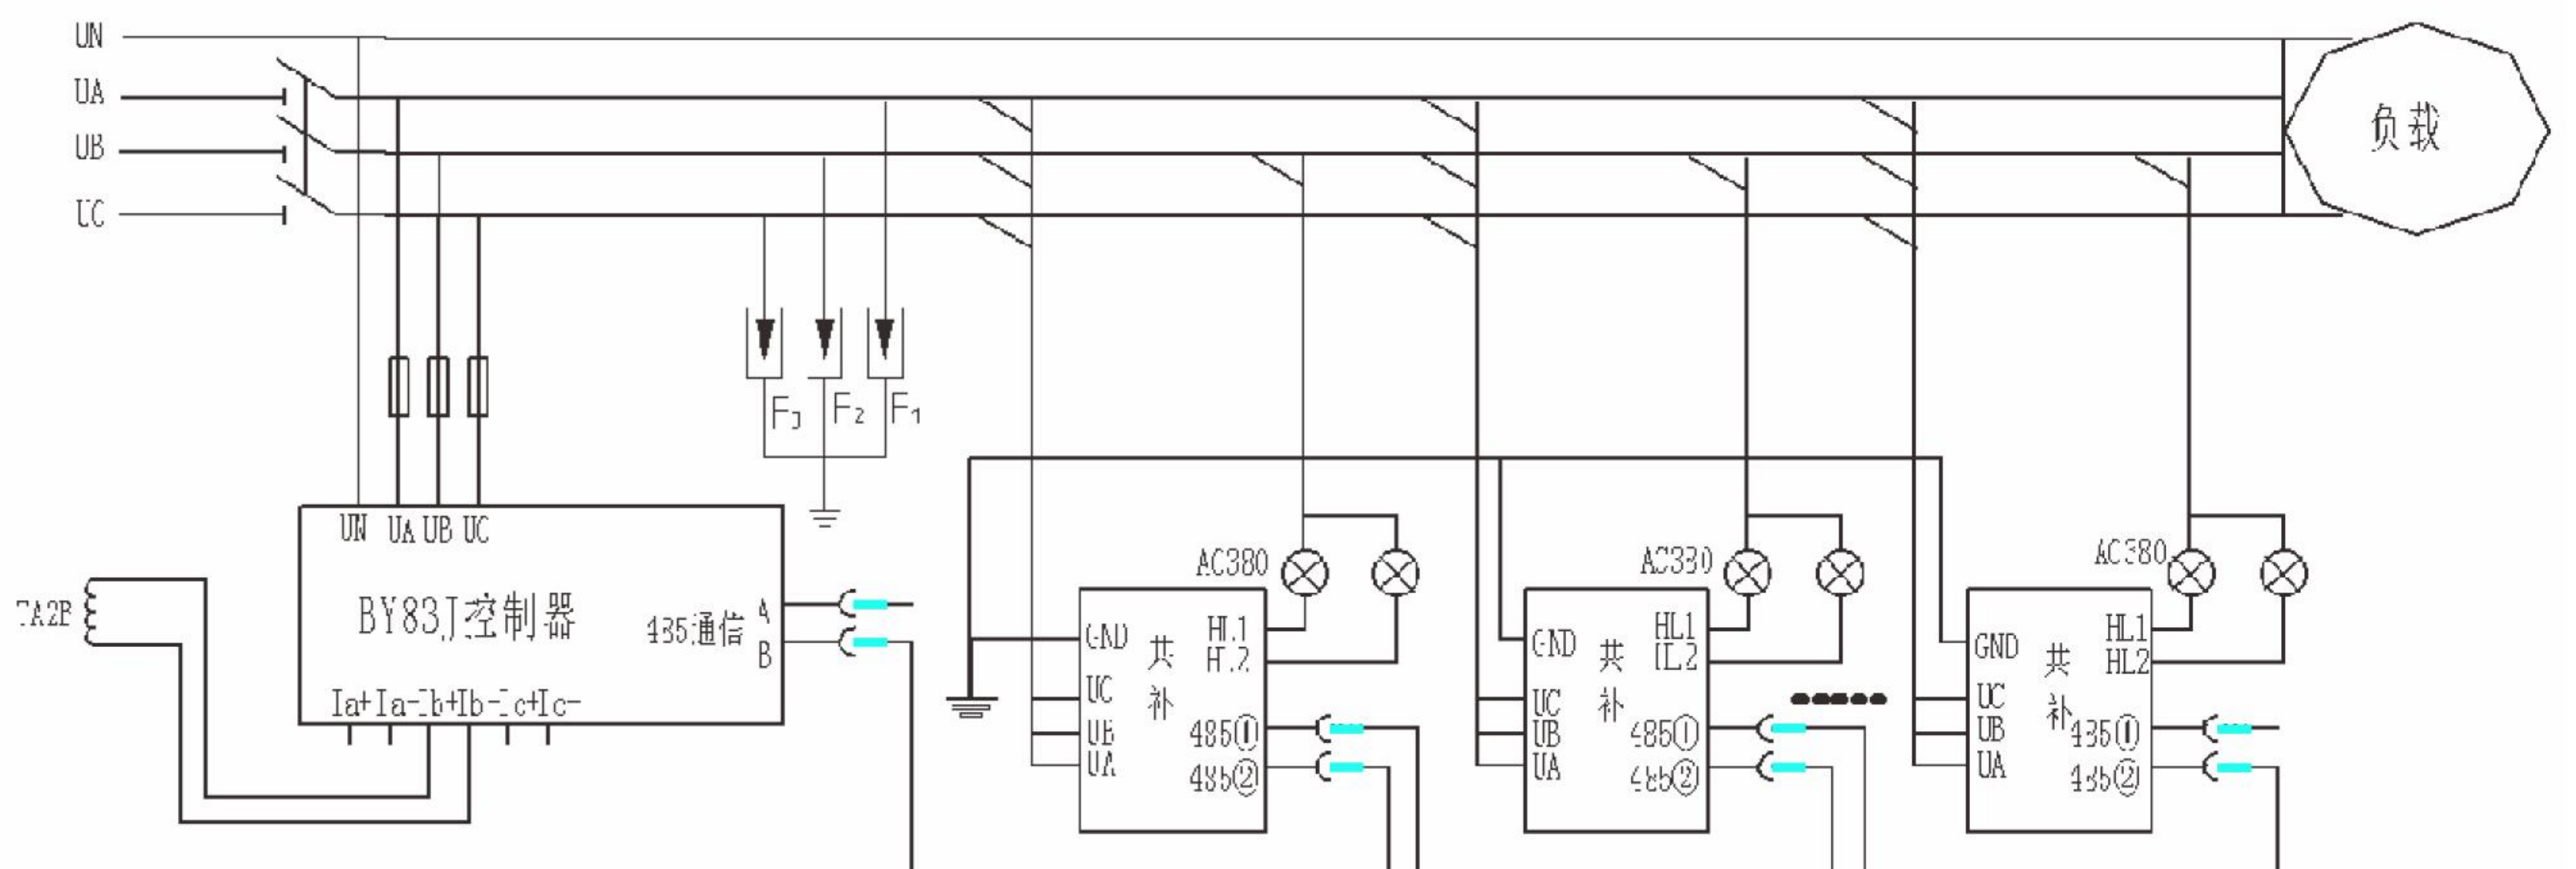 UN
UA
UB
UC
负载
F₂
F₁
UN UA UB UC
BY83J控制器
485通信
A
B
Ia+Ia-Ib+Ib-Ic+Ic-
AC380
GND
共补
HL1
HL2
UC
UB
UA
485①
485②
AC380
GND
共补
HL1
UC
UB
UA
485①
485②
AC380
GND
共补
HL1
HL2
UC
UB
UA
485①
485②